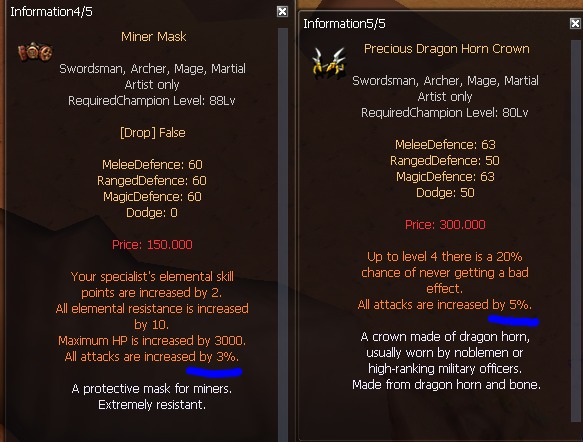 Information4/5
Miner Mask
Swordsman, Archer, Mage, Martial
Artist only
RequiredChampion Level: 88Lv
[Drop] False
MeleeDefence: 60
RangedDefence: 60
MagicDefence: 60
Dodge: 0
Price: 150.000
Your specialist's elemental skill
points are increased by 2.
All elemental resistance is increased
by 10.
Maximum HP is increased by 3000.
All attacks are increased by 3%.
A protective mask for miners.
Extremely resistant.
Information5/5
Precious Dragon Horn Crown
Swordsman, Archer, Mage, Martial
Artist only
RequiredChampion Level: 80Lv
MeleeDefence: 63
RangedDefence: 50
MagicDefence: 63
Dodge: 50
Price: 300.000
Up to level 4 there is a 20%
chance of never getting a bad
effect.
All attacks are increased by 5%.
A crown made of dragon horn,
usually worn by noblemen or
high-ranking military officers.
Made from dragon horn and bone.